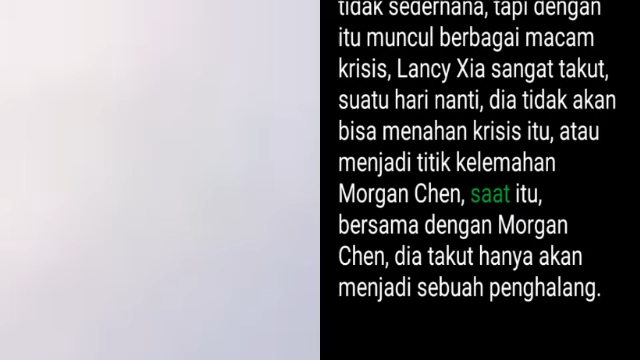 tidak sederhana, tapi dengan
itu muncul berbagai macam
krisis, Lancy Xia sangat takut,
suatu hari nanti, dia tidak akan
bisa menahan krisis itu, atau
menjadi titik kelemahan
Morgan Chen, saat itu,
bersama dengan Morgan
Chen, dia takut hanya akan
menjadi sebuah penghalang.